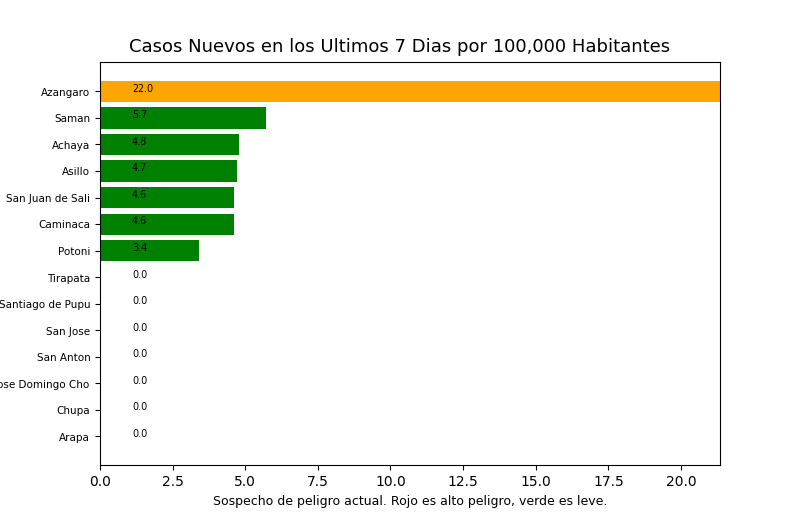 Casos Nuevos en los Ultimos 7 Dias por 100,000 Habitantes
Azangaro 22.0
Saman 5.7
Achaya 4.8
Asillo 4.7
San Juan de Sali 4.6
Caminaca 4.6
Potoni 3.4
Tirapata 0.0
Santiago de Pupu 0.0
San Jose 0.0
San Anton 0.0
ose Domingo Cho 0.0
Chupa 0.0
Arapa 0.0
0.0 2.5 5.0 7.5 10.0 12.5 15.0 17.5 20.0
Sospecho de peligro actual. Rojo es alto peligro, verde es leve.